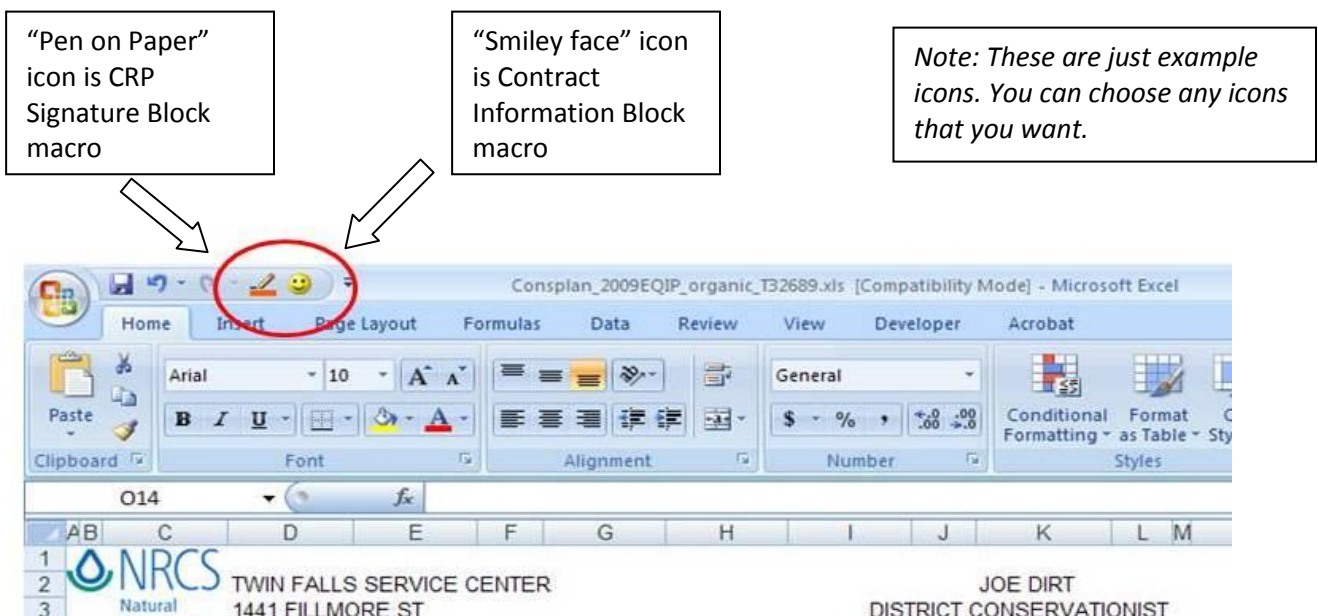 “Pen on Paper”
icon is CRP
Signature Block
macro
“Smiley face” icon
is Contract
Information Block
macro
Note: These are just example
icons. You can choose any icons
that you want.
Consplan_2009EQIP_organic_T32689.xls [Compatibility Mode] - Microsoft Excel
Home Insert Page Layout Formulas Data Review View Developer Acrobat
Arial 10 A A General
Paste B I U A $ % , .0 .00 .00 .0 Conditional Format
Formatting as Table
Clipboard Font Alignment Number Styles
O14 fx
A B C D E F G H I J K L M
1 NRCS
2 TWIN FALLS SERVICE CENTER JOE DIRT
3 Natural 1441 FILLMORE ST DISTRICT CONSERVATIONIST